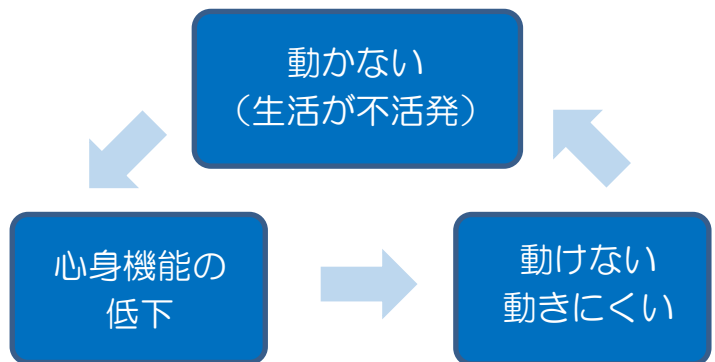 動かない
（生活が不活発）
心身機能の
低下
動けない
動きにくい